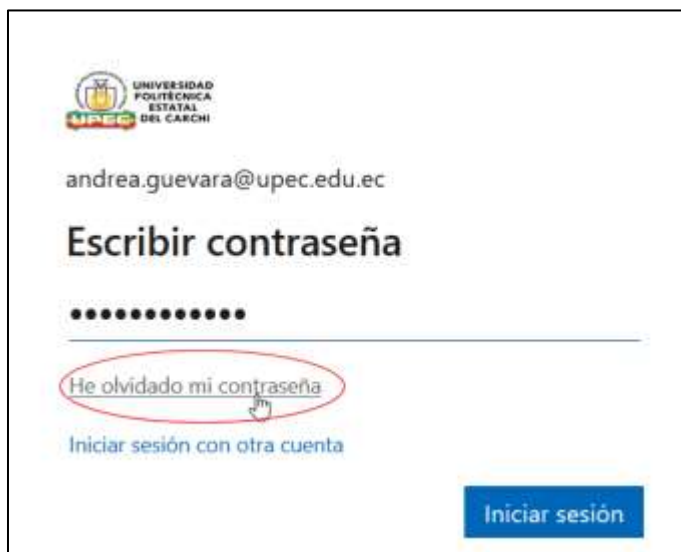 UNIVERSIDAD
POLITÉCNICA
ESTATAL
UPEC DEL CARCHI
andrea.guevara@upec.edu.ec
Escribir contraseña
••••••••••••
He olvidado mi contraseña
Iniciar sesión con otra cuenta
Iniciar sesión